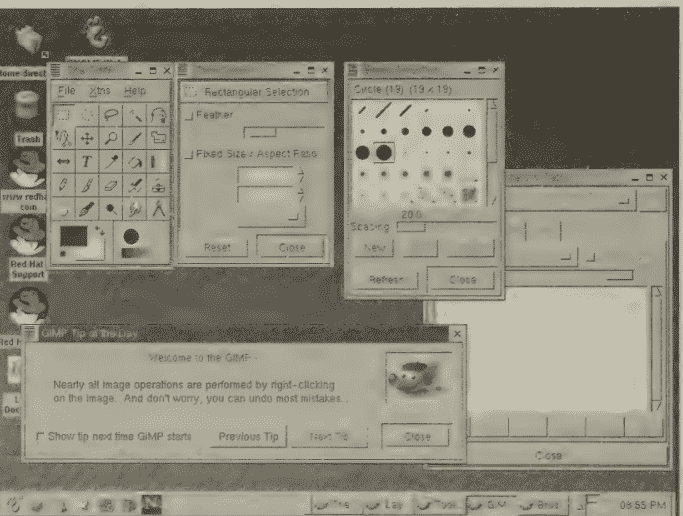 Home direct
Trash
www.redha
com
Red Hat
Support
File Xtns Help
Rectangular Selection
Feather
Fixed Size / Aspect Ratio
Reset Close
Circle (19) (19 x 19)
20.0
Spacing
New
Refresh Close
GIMP Tip of the Day
Welcome to the GIMP -
Nearly all image operations are performed by right-clicking
on the image. And don't worry, you can undo most mistakes...
Show tip next time GIMP starts Previous Tip Next Tip Close
Close
08:55 PM